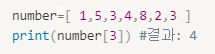 number=[ 1,5,3,4,8,2,3 ]
print(number[3]) #결과: 4